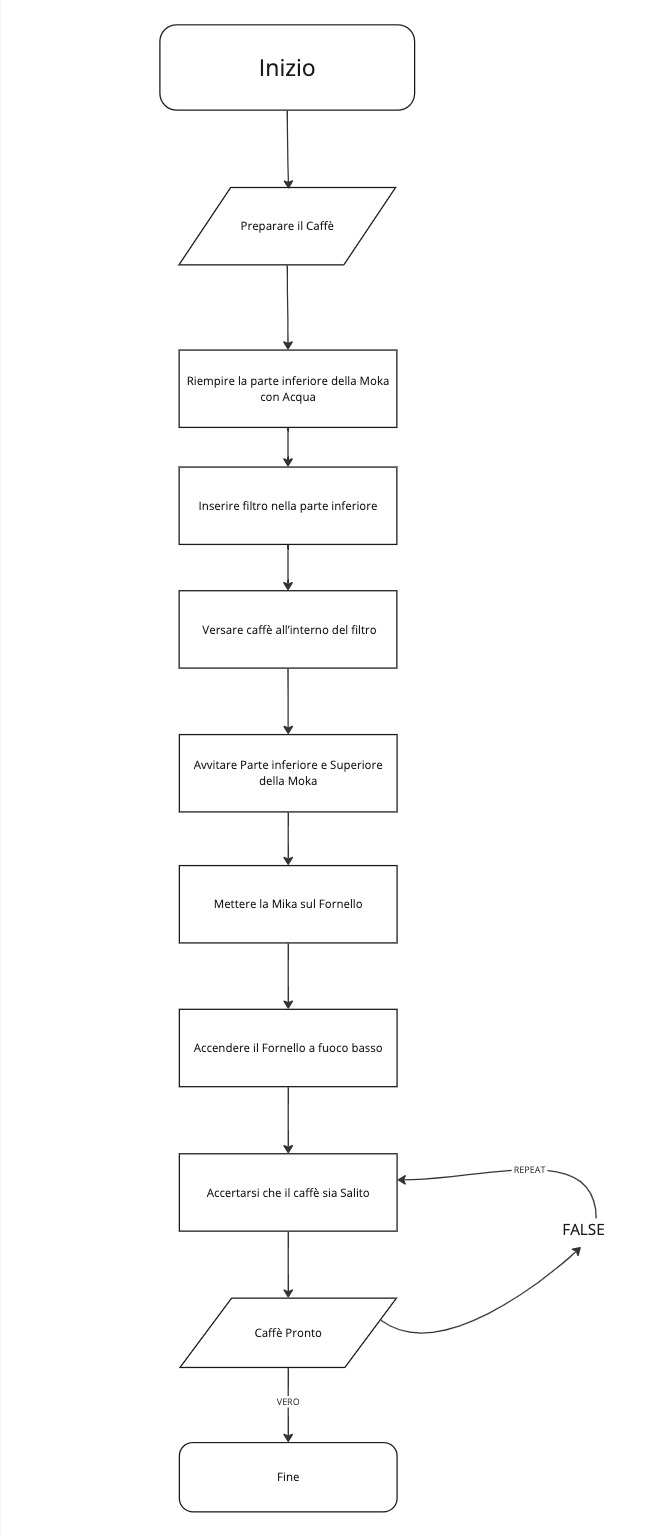 Inizio
Preparare il Caffè
Riempire la parte inferiore della Moka
con Acqua
Inserire filtro nella parte inferiore
Versare caffè all’interno del filtro
Avvitare Parte inferiore e Superiore
della Moka
Mettere la Mika sul Fornello
Accendere il Fornello a fuoco basso
Accertarsi che il caffè sia Salito
REPEAT
FALSE
Caffè Pronto
VERO
Fine